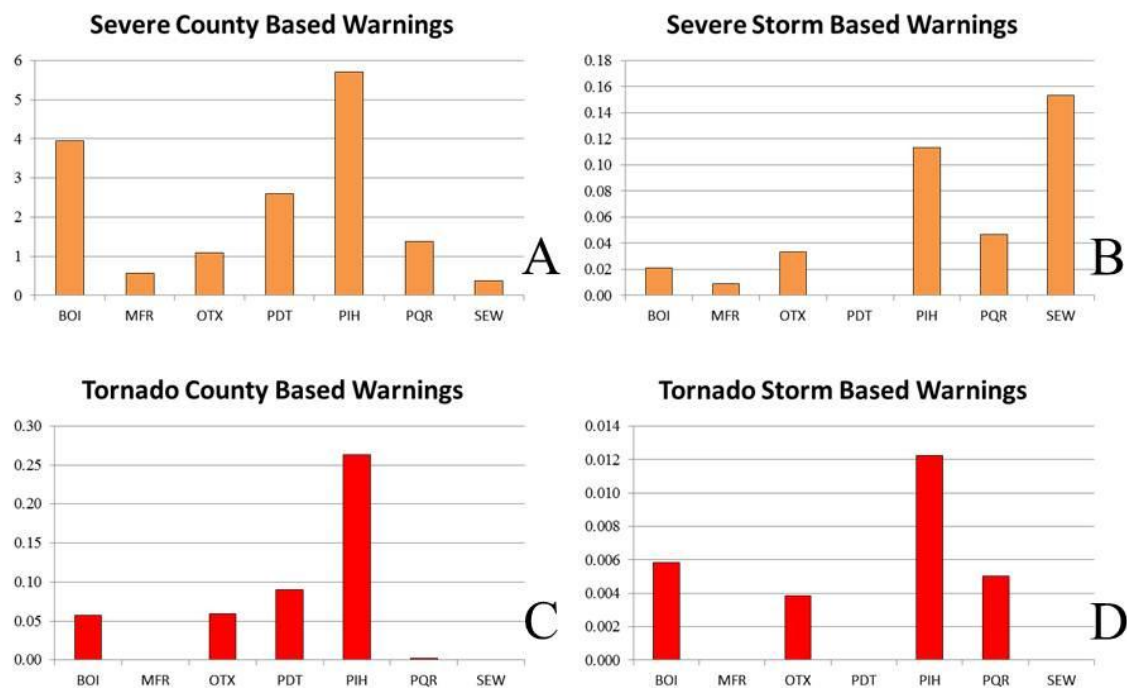 Severe County Based Warnings
6
5
4
3
2
1
0
BOI MFR OTX PDT PIH PQR SEW
A
Severe Storm Based Warnings
0.18
0.16
0.14
0.12
0.10
0.08
0.06
0.04
0.02
0.00
BOI MFR OTX PDT PIH PQR SEW
B
Tornado County Based Warnings
0.30
0.25
0.20
0.15
0.10
0.05
0.00
BOI MFR OTX PDT PIH PQR SEW
C
Tornado Storm Based Warnings
0.014
0.012
0.010
0.008
0.006
0.004
0.002
0.000
BOI MFR OTX PDT PIH PQR SEW
D